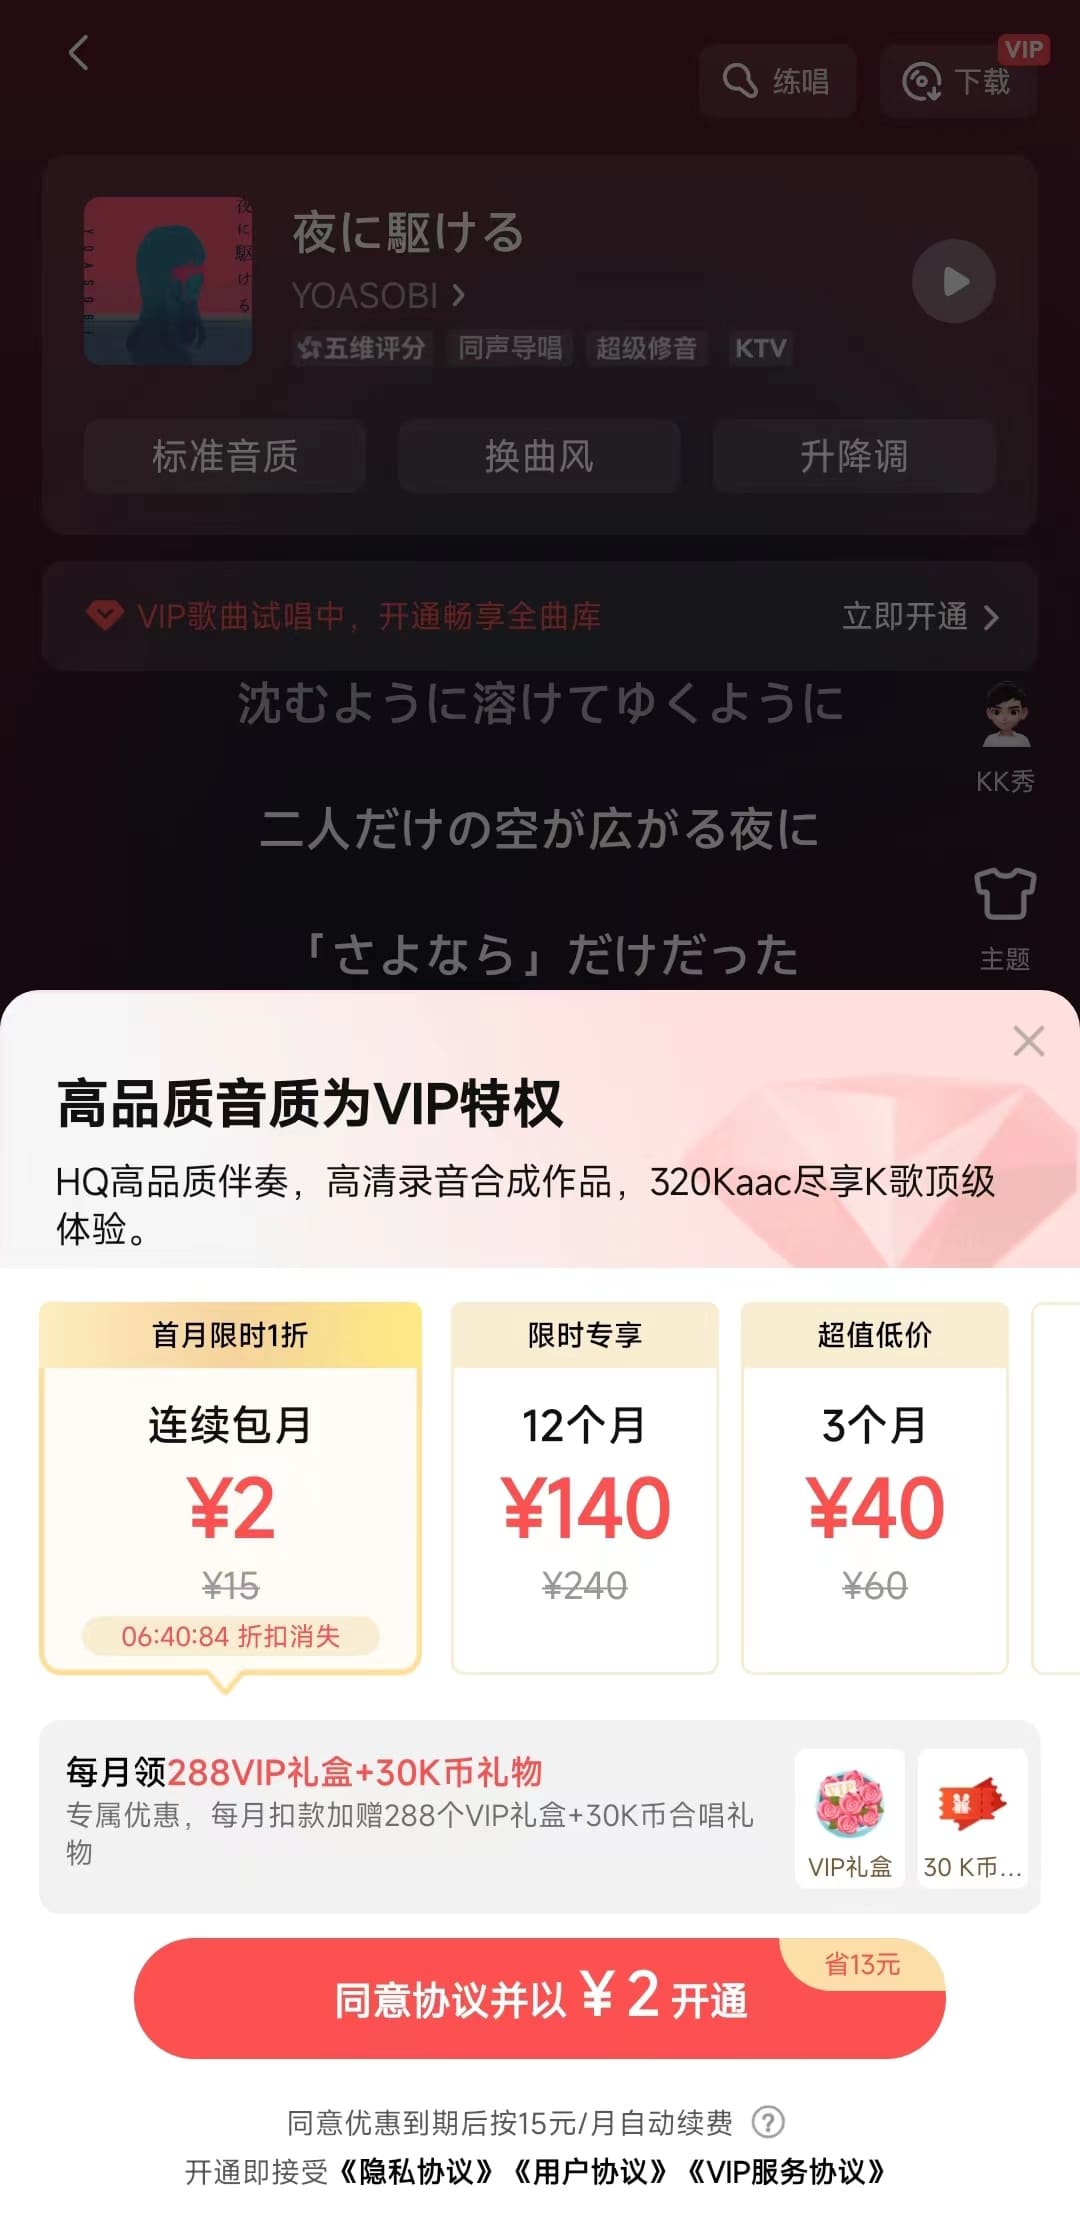 VIP
练唱
下载
夜に駆ける
YOASOBI
夜に駆ける
YOASOBI
五维评分 同声导唱 超级修音 KTV
标准音质 换曲风 升降调
VIP歌曲试唱中，开通畅享全曲库 立即开通
沈むように溶けてゆくように
KK秀
二人だけの空が広がる夜に
「さよなら」だけだった
主题
高品质音质为VIP特权
HQ高品质伴奏，高清录音合成作品，320Kaac尽享K歌顶级
体验。
首月限时1折
连续包月
¥2
¥15
06:40:84 折扣消失
限时专享
12个月
¥140
¥240
超值低价
3个月
¥40
¥60
每月领288VIP礼盒+30K币礼物
专属优惠，每月扣款加赠288个VIP礼盒+30K币合唱礼
物
VIP
VIP礼盒
30 K币...
省13元
同意协议并以 ¥2 开通
同意优惠到期后按15元/月自动续费
开通即接受《隐私协议》《用户协议》《VIP服务协议》